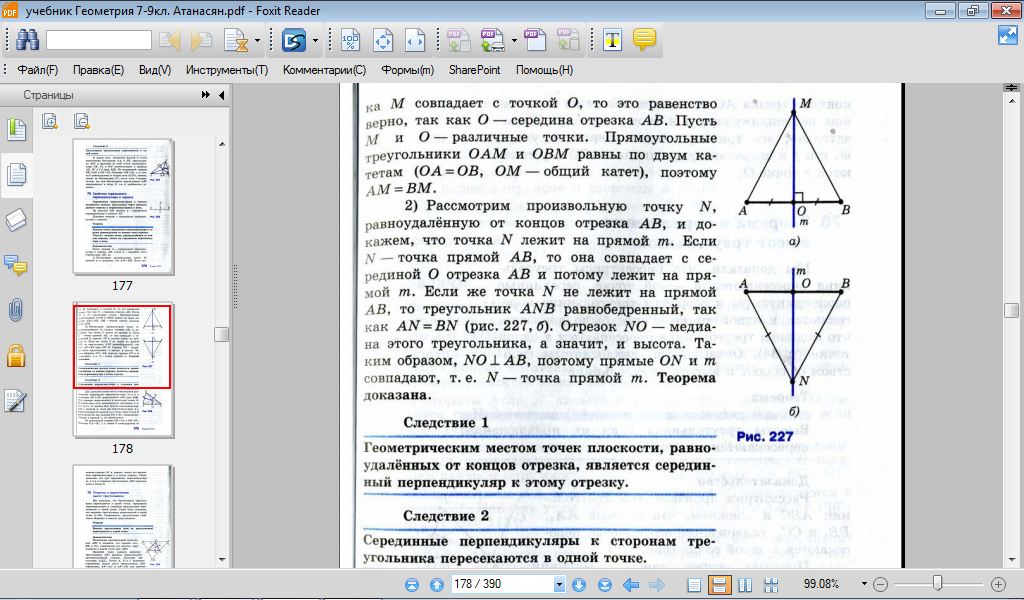 учебник Геометрия 7-9кл. Атанасян.pdf - Foxit Reader
Файл(F) Правка(E) Вид(V) Инструменты(T) Комментарии(C) Формы(m) SharePoint Помощь(H)
Страницы
177
178
ка M совпадает с точкой O, то это равенство
верно, так как O — середина отрезка AB. Пусть
M и O — различные точки. Прямоугольные
треугольники OAM и OBM равны по двум ка-
тетам (OA=OB, OM — общий катет), поэтому
AM=BM.
2) Рассмотрим произвольную точку N,
равноудалённую от концов отрезка AB, и до-
кажем, что точка N лежит на прямой m. Если
N — точка прямой AB, то она совпадает с се-
рединой O отрезка AB и потому лежит на пря-
мой m. Если же точка N не лежит на прямой
AB, то треугольник ANB равнобедренный, так
как AN=BN (рис. 227, б). Отрезок NO — медиа-
на этого треугольника, а значит, и высота. Та-
ким образом, NO⊥AB, поэтому прямые ON и m
совпадают, т. е. N — точка прямой m. Теорема
доказана.
Следствие 1
Геометрическим местом точек плоскости, равно-
удалённых от концов отрезка, является середин-
ный перпендикуляр к этому отрезку.
Следствие 2
Серединные перпендикуляры к сторонам тре-
угольника пересекаются в одной точке.
M
A O B
m
а)
m
A O B
N
б)
Рис. 227
178 / 390
99.08%